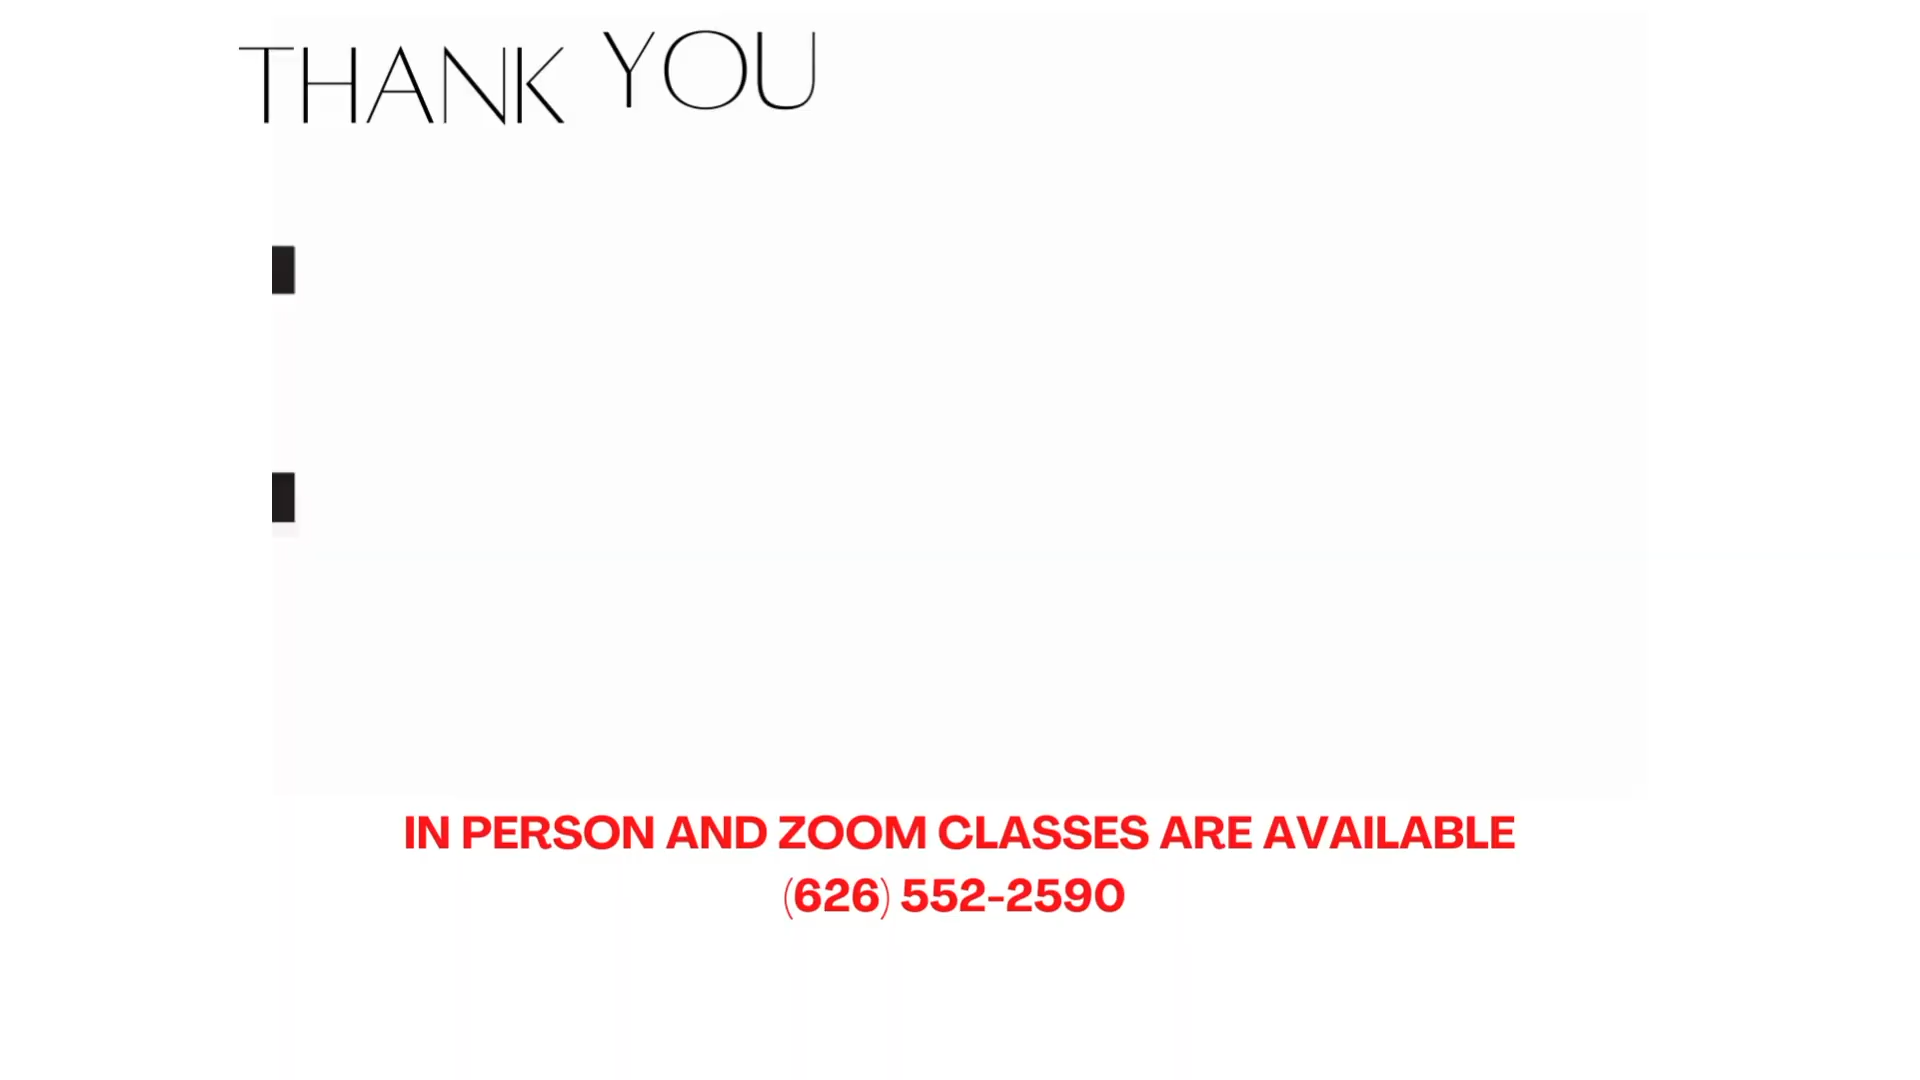 THANK YOU
IN PERSON AND ZOOM CLASSES ARE AVAILABLE
(626) 552-2590